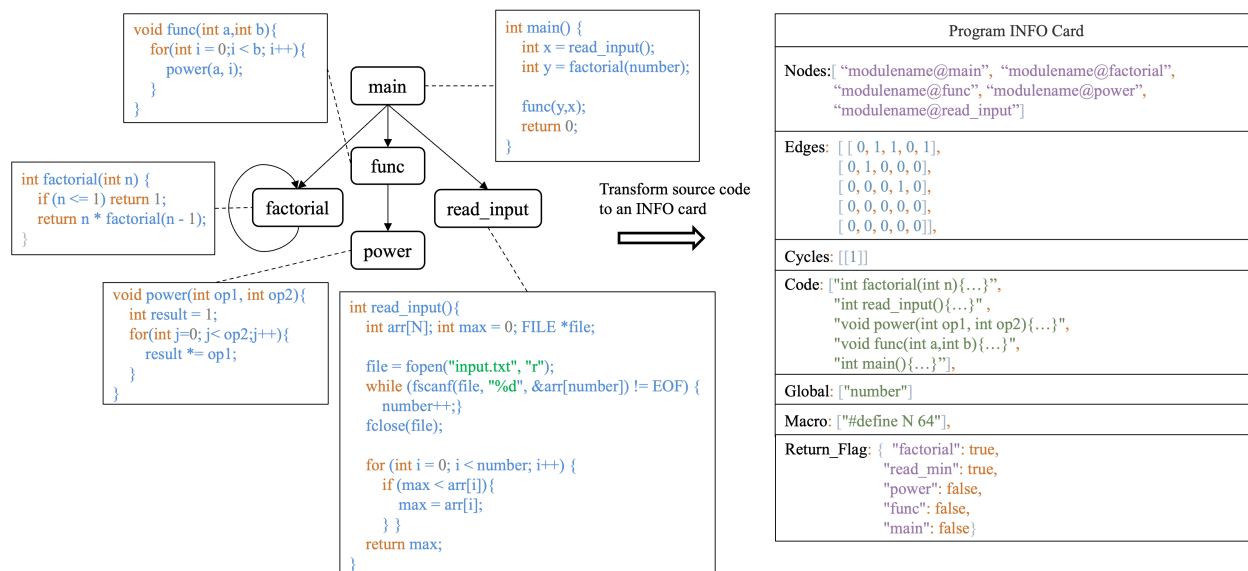 void func(int a,int b){
for(int i = 0;i < b; i++){
power(a, i);
}
}
int main() {
int x = read_input();
int y = factorial(number);
func(y,x);
return 0;
}
main
func
factorial
read_input
power
int factorial(int n) {
if (n <= 1) return 1;
return n * factorial(n - 1);
}
void power(int op1, int op2){
int result = 1;
for(int j=0; j< op2;j++){
result *= op1;
}
}
int read_input(){
int arr[N]; int max = 0; FILE *file;
file = fopen("input.txt", "r");
while (fscanf(file, "%d", &arr[number]) != EOF) {
number++;}
fclose(file);
for (int i = 0; i < number; i++) {
if (max < arr[i]){
max = arr[i];
} }
return max;
}
Transform source code
to an INFO card
Program INFO Card
Nodes:[ “modulename@main”, “modulename@factorial”,
“modulename@func”, “modulename@power”,
“modulename@read_input”]
Edges: [ [ 0, 1, 1, 0, 1],
[ 0, 1, 0, 0, 0],
[ 0, 0, 0, 1, 0],
[ 0, 0, 0, 0, 0],
[ 0, 0, 0, 0, 0]],
Cycles: [[1]]
Code: ["int factorial(int n){…}”,
"int read_input(){…}" ,
"void power(int op1, int op2){…}",
"void func(int a,int b){…}",
"int main(){…}”],
Global: ["number"]
Macro: ["#define N 64"],
Return_Flag: { "factorial": true,
"read_min": true,
"power": false,
"func": false,
"main": false}